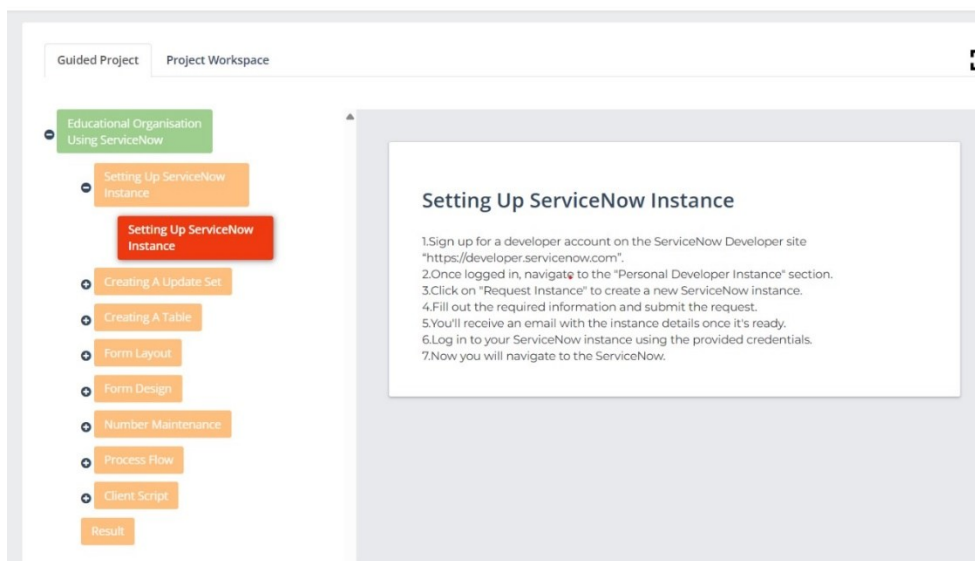 Guided Project
Project Workspace
Educational Organisation
Using ServiceNow
Setting Up ServiceNow
Instance
Setting Up ServiceNow
Instance
Creating A Update Set
Creating A Table
Form Layout
Form Design
Number Maintenance
Process Flow
Client Script
Result
Setting Up ServiceNow Instance
1.Sign up for a developer account on the ServiceNow Developer site
“https://developer.servicenow.com”.
2.Once logged in, navigate to the "Personal Developer Instance" section.
3.Click on "Request Instance" to create a new ServiceNow instance.
4.Fill out the required information and submit the request.
5.You'll receive an email with the instance details once it's ready.
6.Log in to your ServiceNow instance using the provided credentials.
7.Now you will navigate to the ServiceNow.